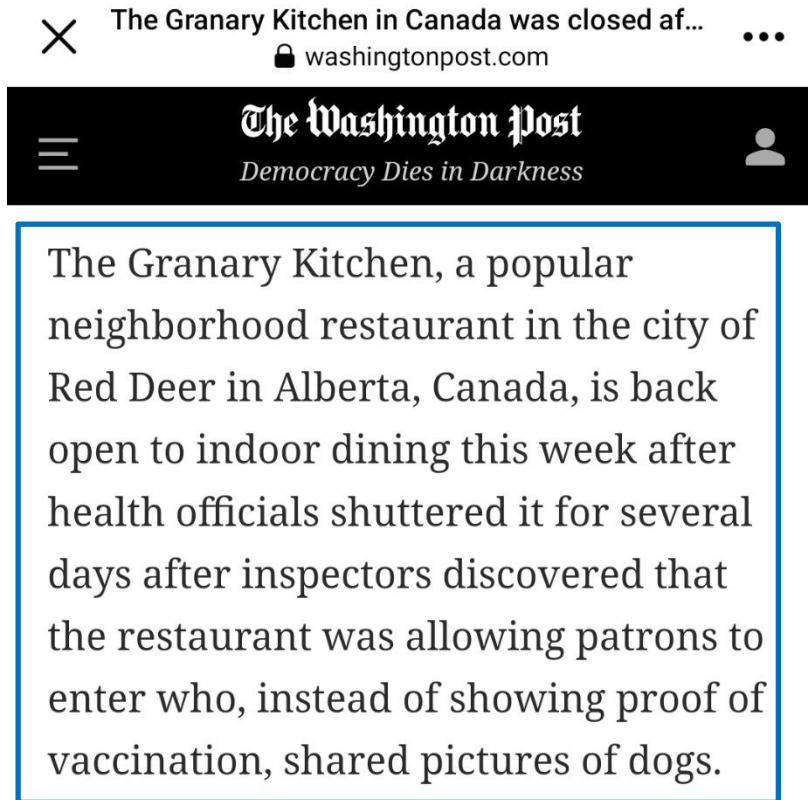 The Granary Kitchen in Canada was closed af...
washingtonpost.com
The Washington Post
Democracy Dies in Darkness
The Granary Kitchen, a popular
neighborhood restaurant in the city of
Red Deer in Alberta, Canada, is back
open to indoor dining this week after
health officials shuttered it for several
days after inspectors discovered that
the restaurant was allowing patrons to
enter who, instead of showing proof of
vaccination, shared pictures of dogs.